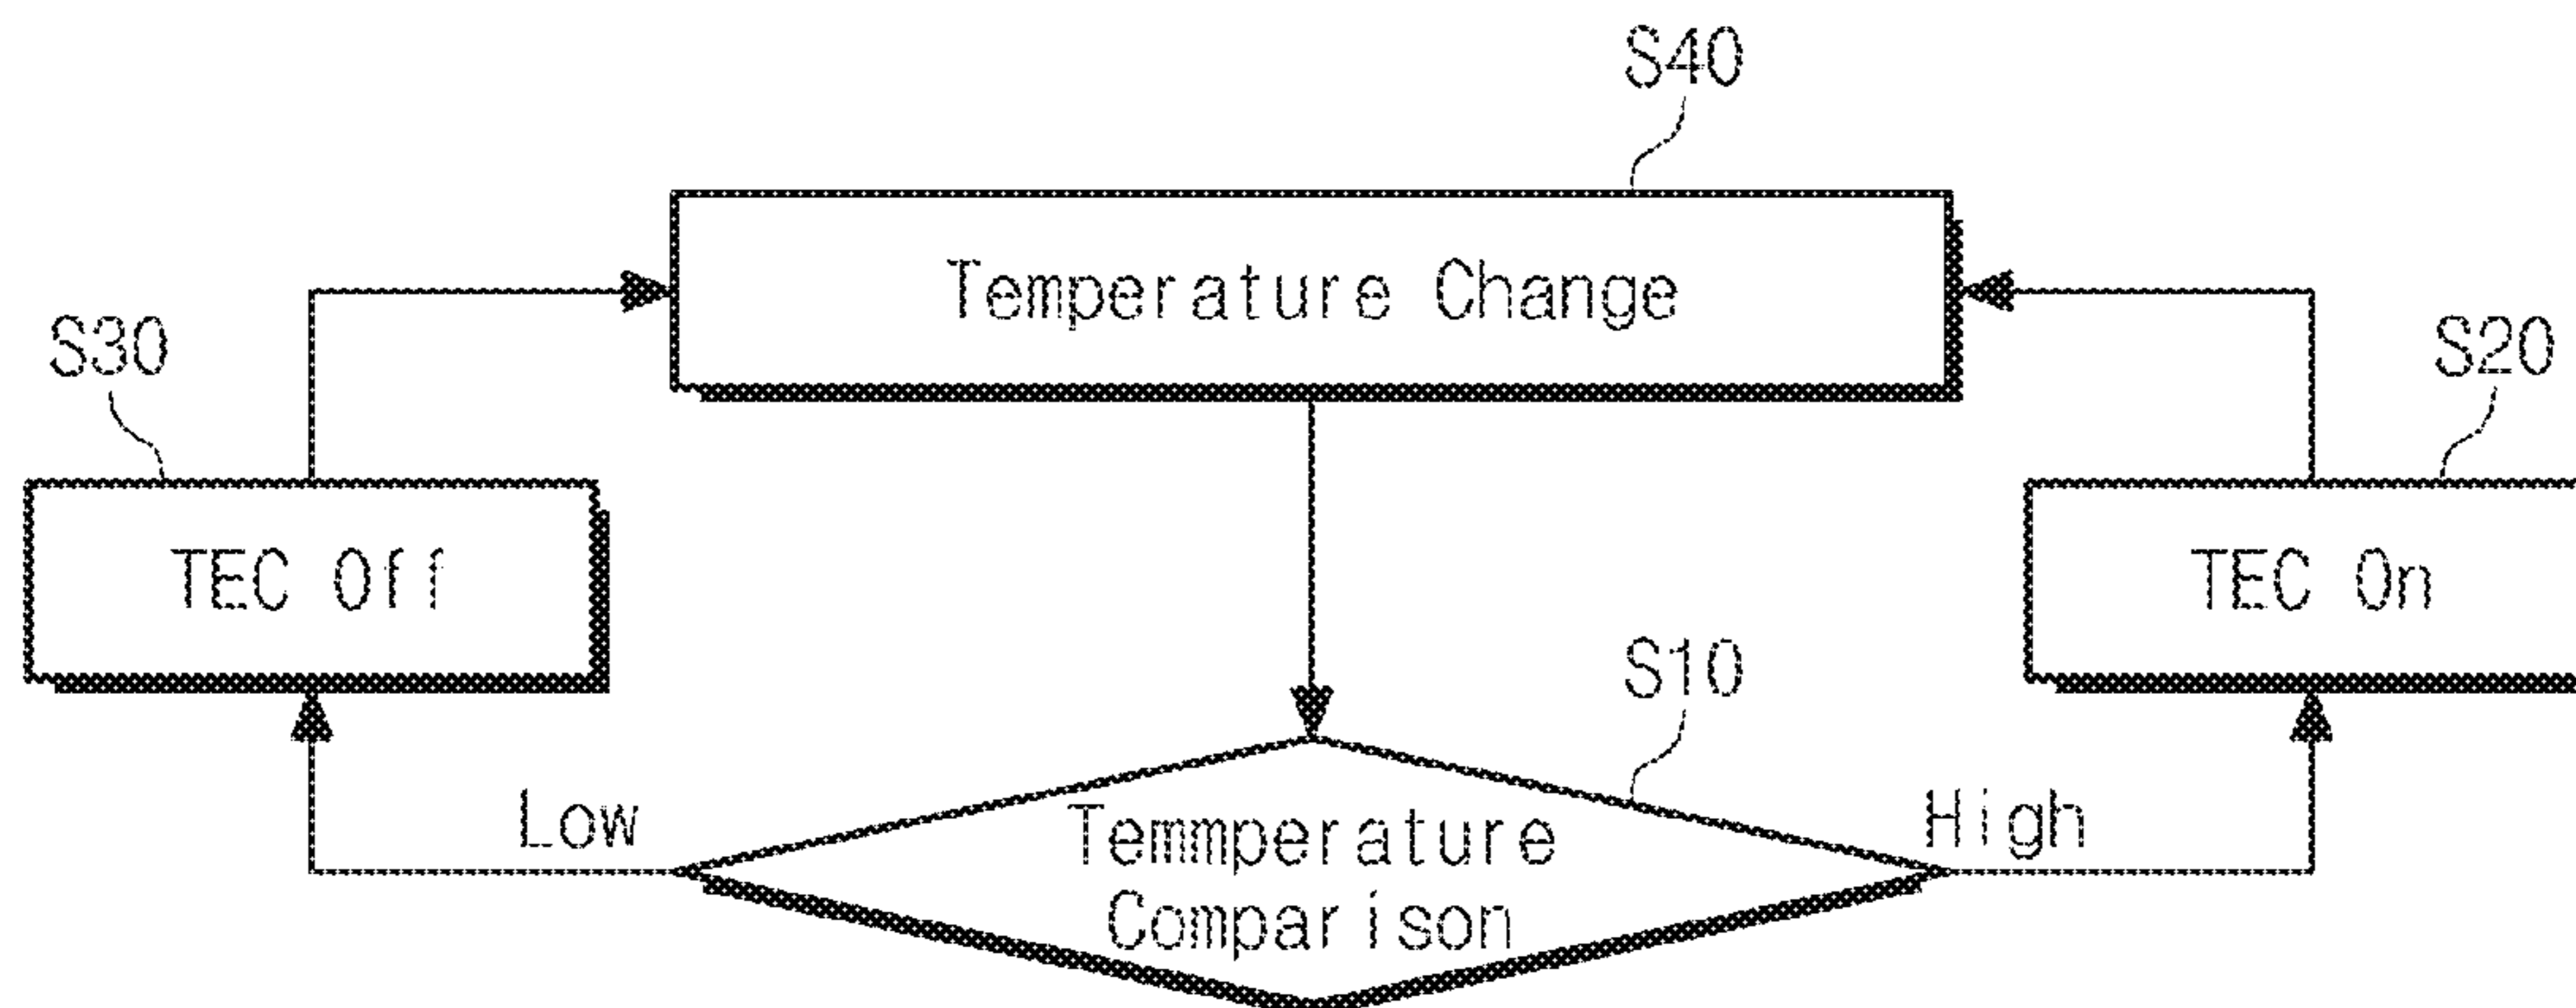 S40
Temperature Change
S30
S20
TEC Off
TEC On
S10
Low
High
Temmperature
Comparison